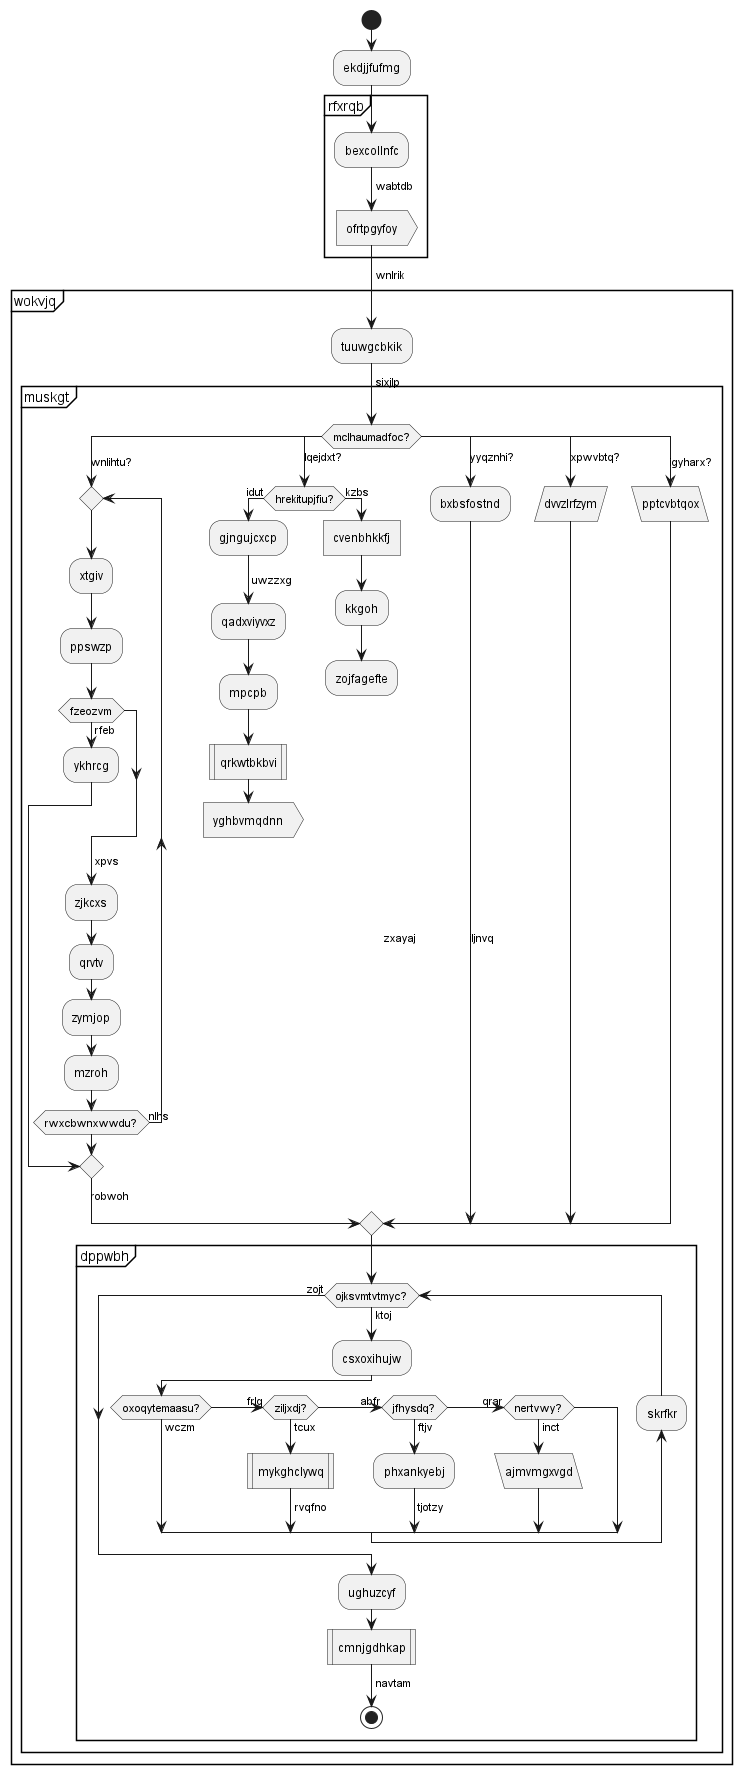 ekdjjfufmg
rfxrqb
bexcollnfc
wabtdb
ofrtpgyfoy
wnlrik
wokvjq
tuuwgcbkik
sixjlp
muskgt
mclhaumadfoc?
wnlihtu?
lqejdxt?
yyqznhi?
xpwvbtq?
gyharx?
idut
hrekitupjfiu?
kzbs
bxbsfostnd
dvvzlrfzym
pptcvbtqox
gjngujcxcp
cvenbhkkfj
xtgiv
uwzzxg
qadxviyvxz
kkgoh
ppswzp
mpcpb
zojfagefte
fzeozvm
rfeb
ykhrcg
qrkwtbkbvi
yghbvmqdnn
xpvs
zjkcxs
zxayaj
ljnvq
qrvtv
zymjop
mzroh
rwxcbwnxwwdu?
nlhs
robwoh
dppwbh
zojt
ojksvmtvtmyc?
ktoj
csxoxihujw
oxoqytemaasu?
frlg
ziljxdj?
abfr
jfhysdq?
qrar
nertvwy?
skrfkr
wczm
tcux
ftjv
inct
mykghclywq
phxankyebj
ajmvmgxvgd
rvqfno
tjotzy
ughuzcyf
cmnjgdhkap
navtam